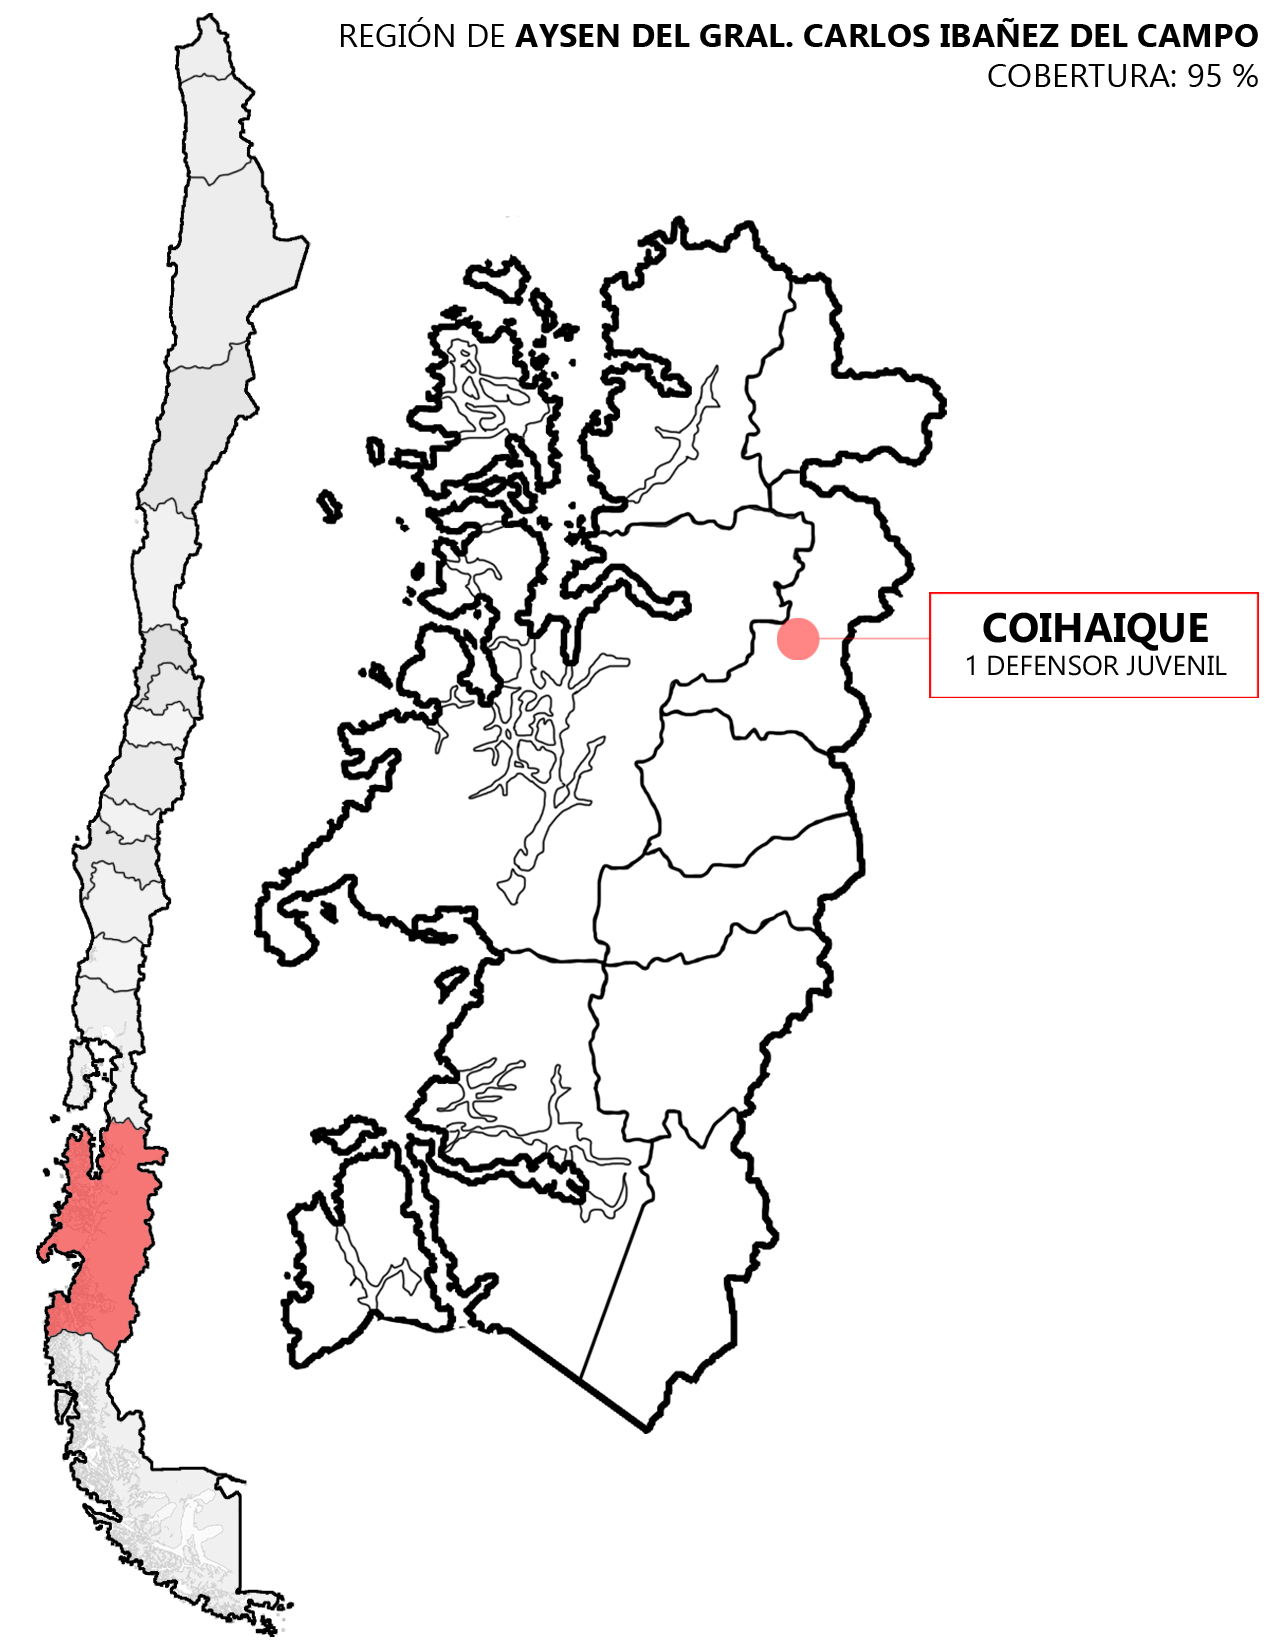 REGIÓN DE AYSEN DEL GRAL. CARLOS IBAÑEZ DEL CAMPO
COBERTURA: 95 %
COIHAIQUE
1 DEFENSOR JUVENIL